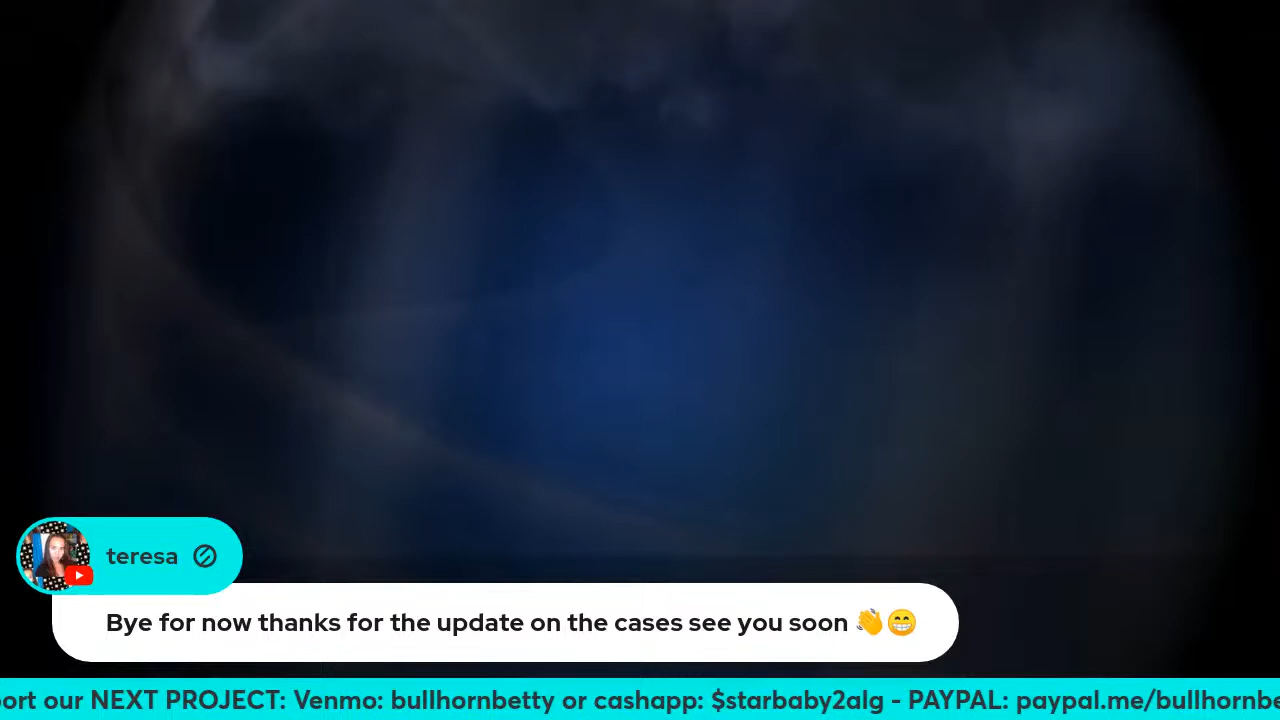 teresa
Bye for now thanks for the update on the cases see you soon 👋😁
ort our NEXT PROJECT: Venmo: bullhornbetty or cashapp: $starbaby2alg - PAYPAL: paypal.me/bullhornbe